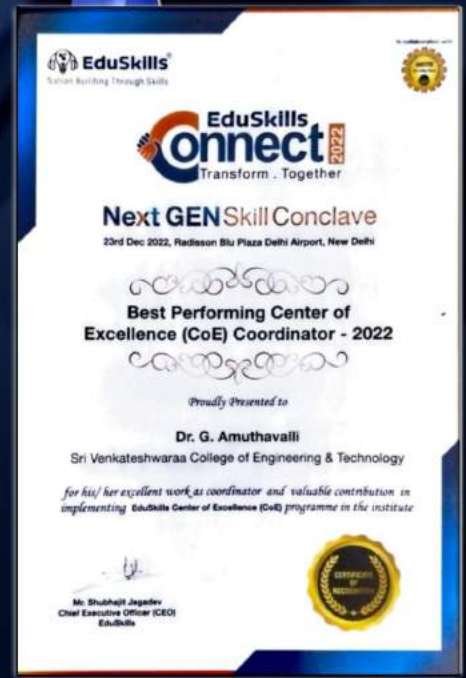 EduSkills®
Nation Building Through Skills
In collaboration with
EduSkills
Connect
2022
Transform . Together
Next GEN Skill Conclave
23rd Dec 2022, Radisson Blu Plaza Delhi Airport, New Delhi
Best Performing Center of
Excellence (CoE) Coordinator - 2022
Proudly Presented to
Dr. G. Amuthavalli
Sri Venkateshwaraa College of Engineering & Technology
for his/ her excellent work as coordinator and valuable contribution in
implementing EduSkills Center of Excellence (CoE) programme in the institute
Mr. Shubhajit Jagadev
Chief Executive Officer (CEO)
EduSkills
CERTIFICATE
OF
RECOGNITION